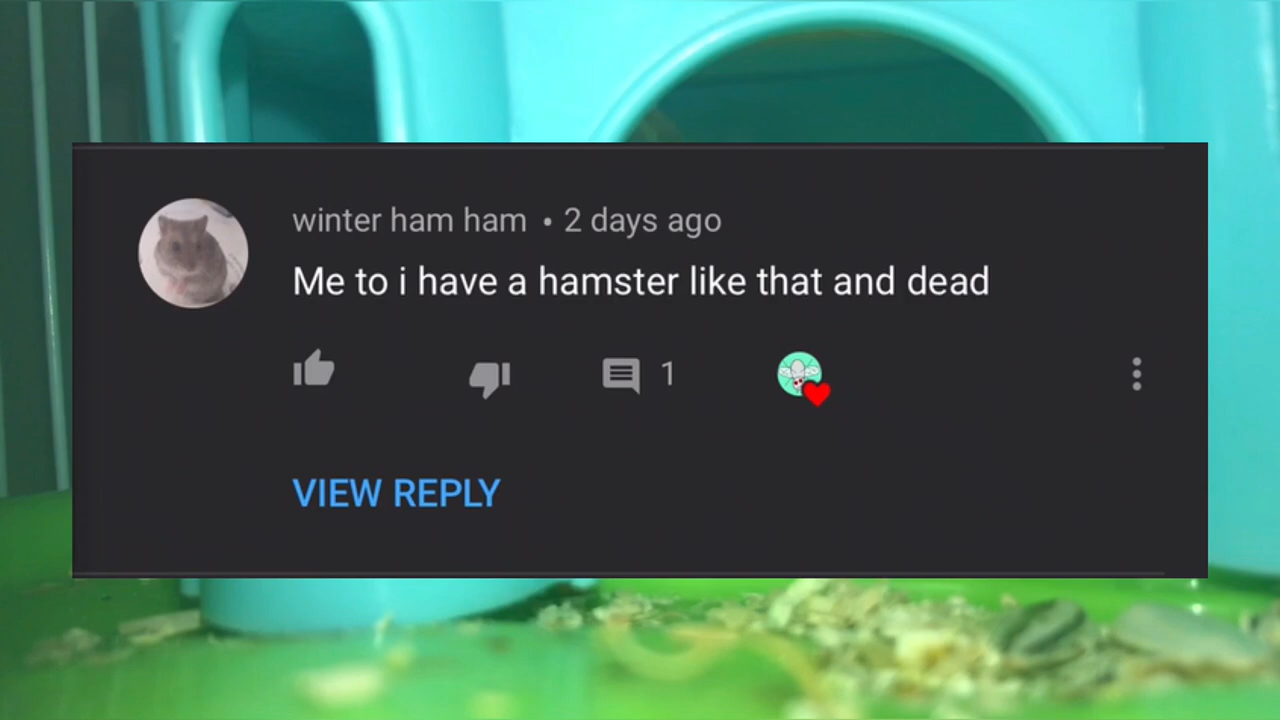 winter ham ham • 2 days ago
Me to i have a hamster like that and dead
1
VIEW REPLY